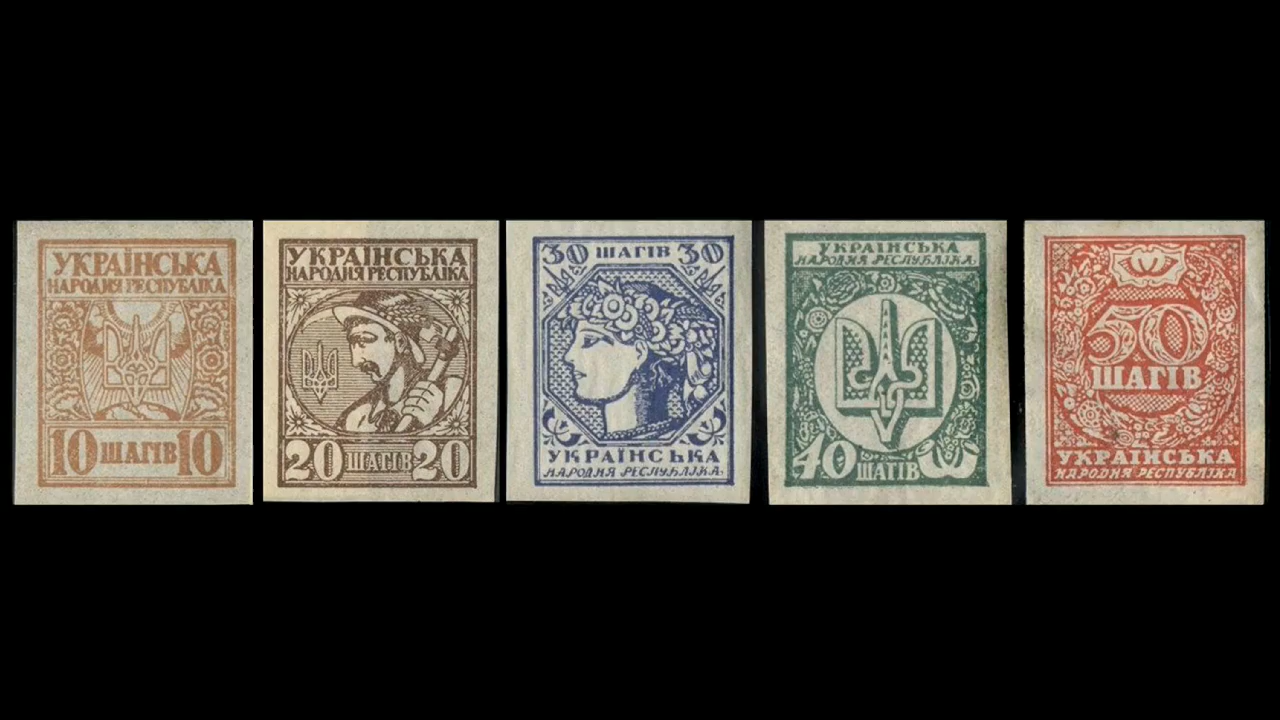 УКРАЇНСЬКА
НАРОДНЯ РЕСПУБЛІКА
10 ШАГІВ 10
УКРАЇНСЬКА
НАРОДНЯ РЕСПУБЛІКА
20 ШАГІВ 20
30 ШАГІВ 30
УКРАЇНСЬКА
НАРОДНЯ РЕСПУБЛІКА
УКРАЇНСЬКА
НАРОДНЯ РЕСПУБЛІКА
40 ШАГІВ
50
ШАГІВ
УКРАЇНСЬКА
НАРОДНЯ РЕСПУБЛІКА